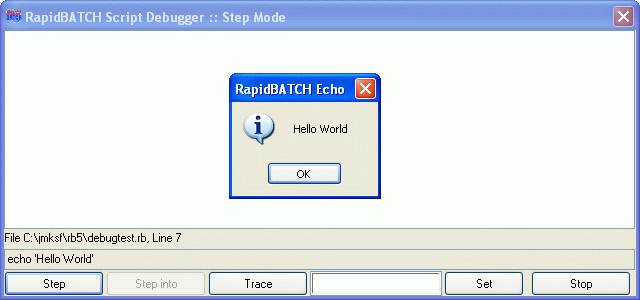 RapidBATCH Script Debugger :: Step Mode
RapidBATCH Echo
Hello World
OK
File C:\jmksf\rb5\debugtest.rb, Line 7
echo 'Hello World'
Step Step into Trace Set Stop